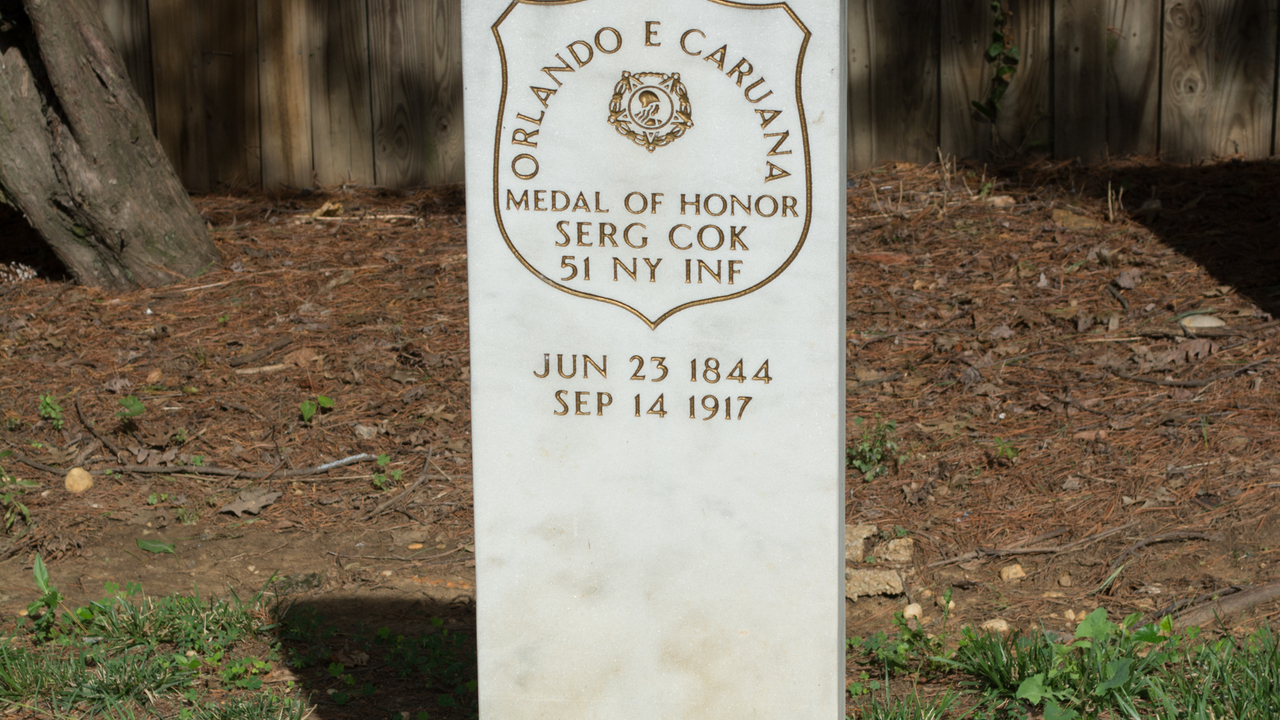 ORLANDO E CARUANA
MEDAL OF HONOR
SERG COK
51 NY INF
JUN 23 1844
SEP 14 1917